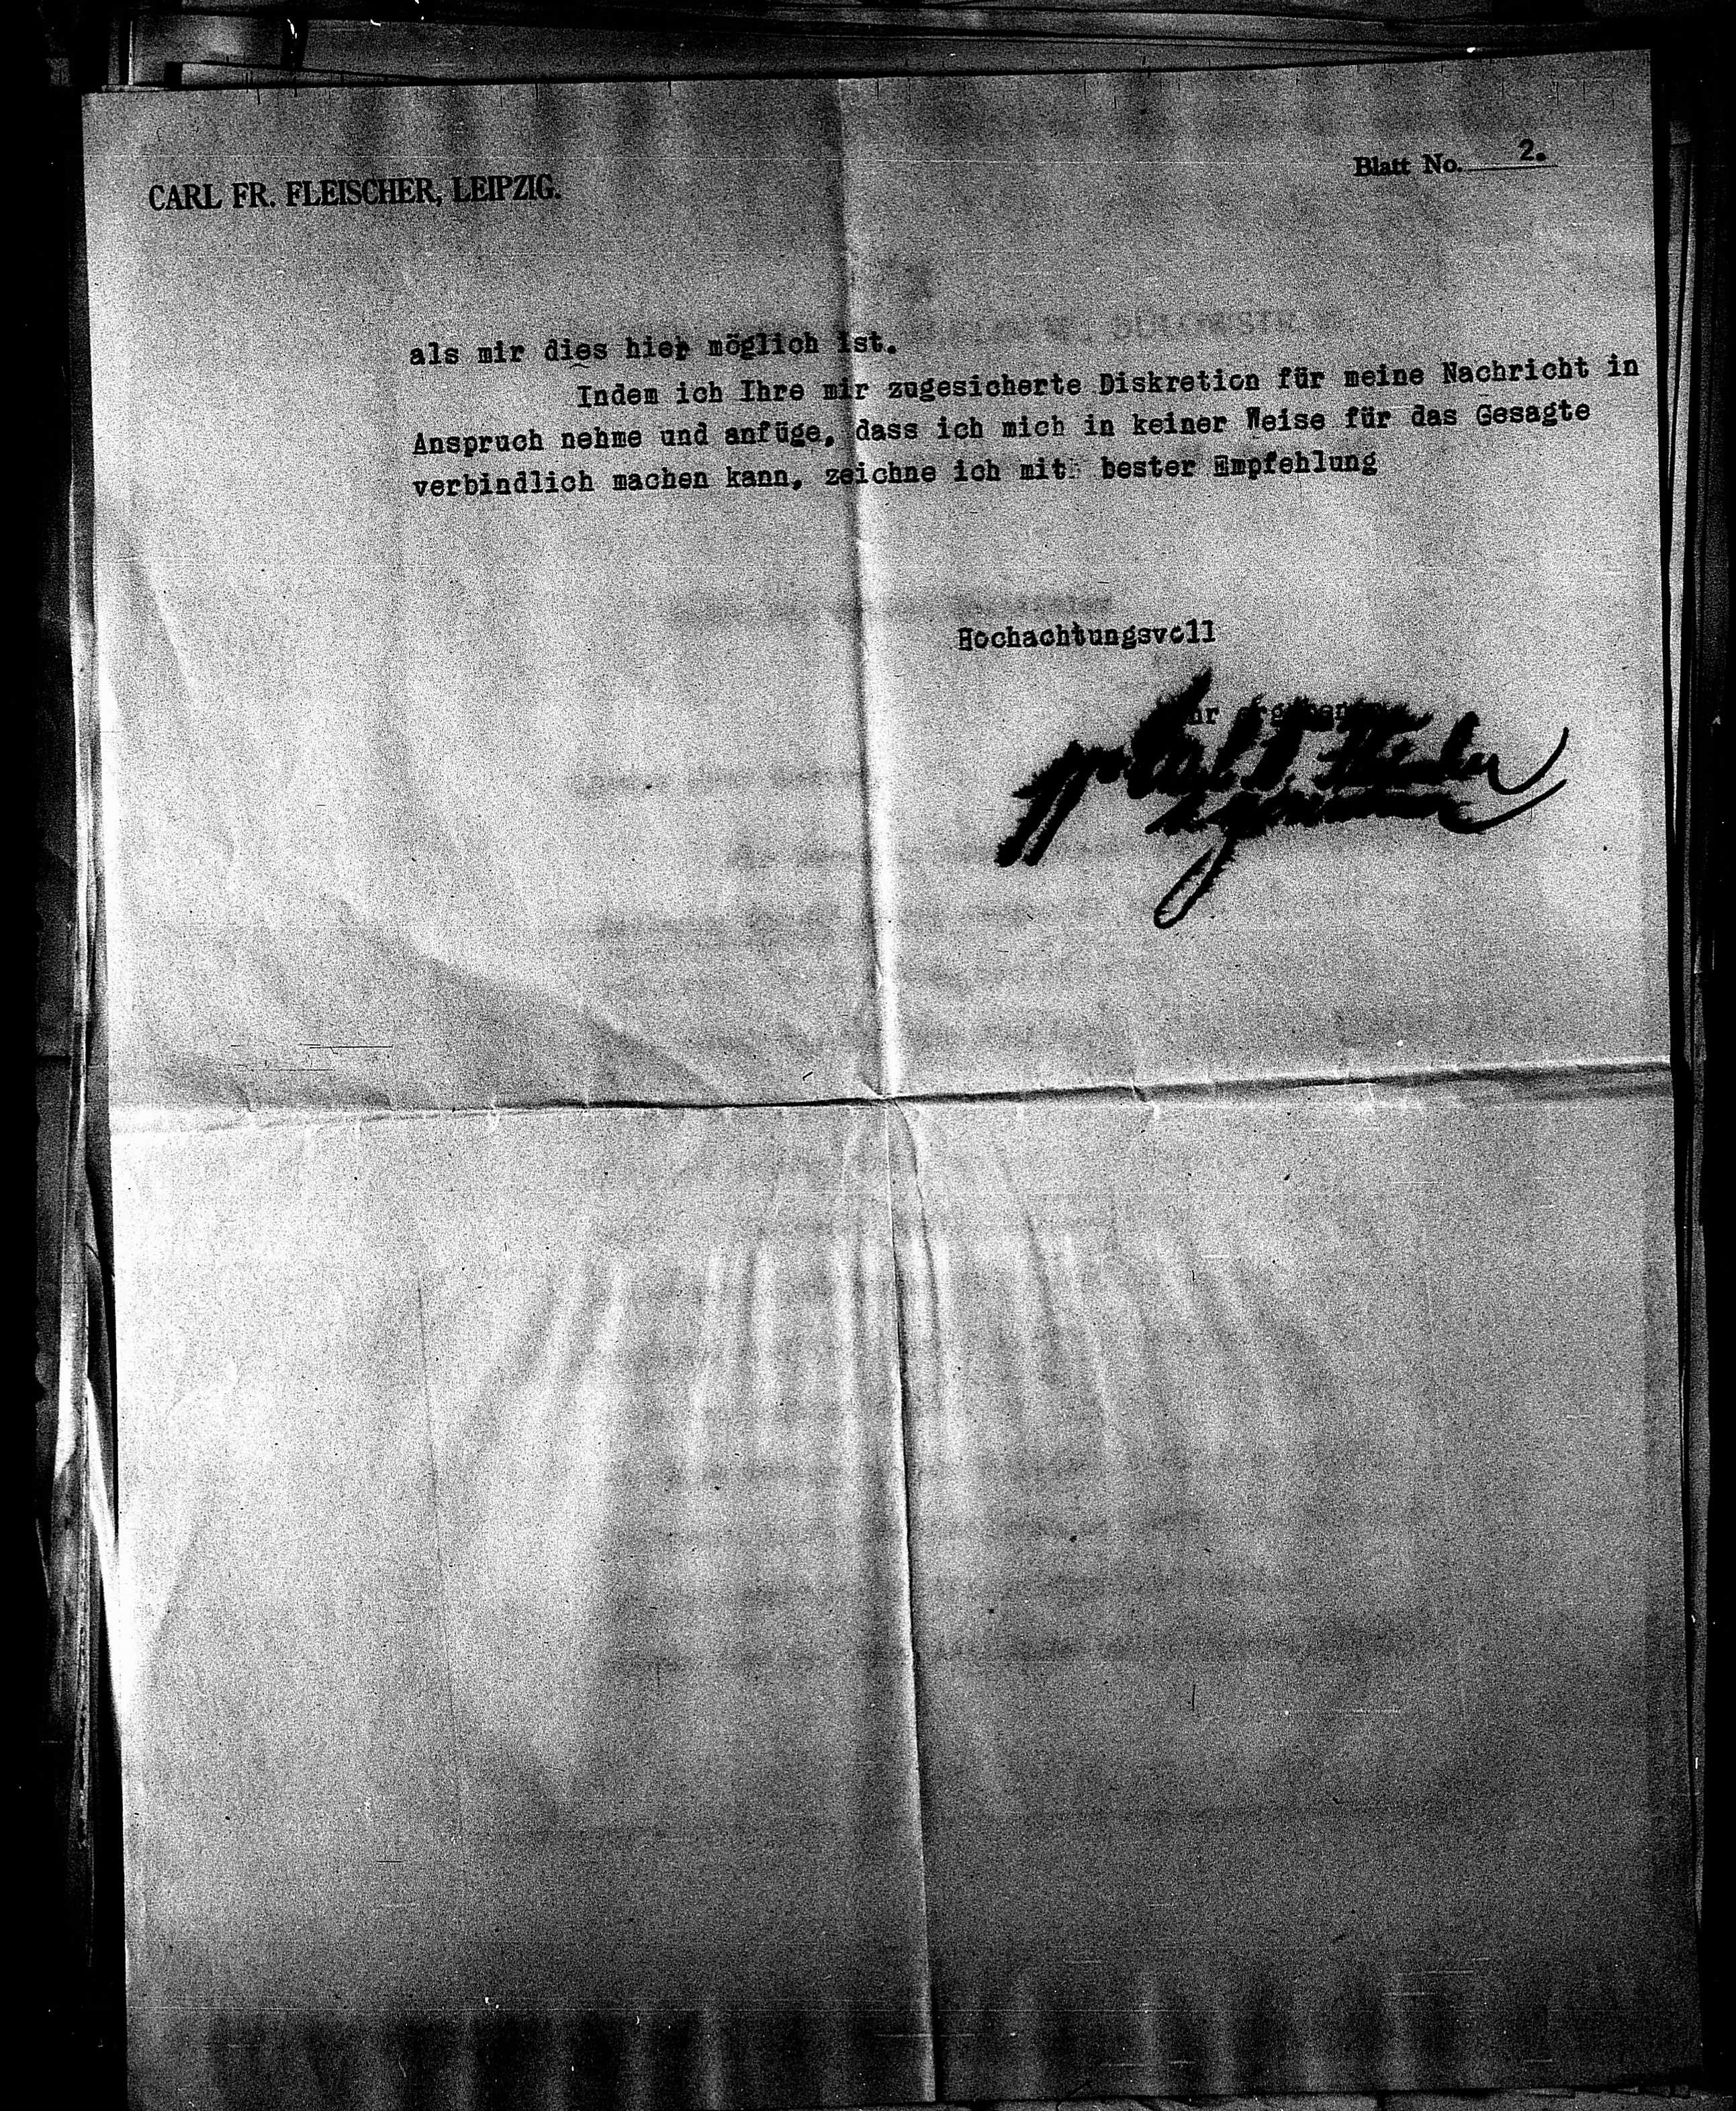 CARL FR. FLEISCHER, LEIPZIG.
Blatt No. 2.
als mir dies hier möglich ist.
Indem ich Ihre mir zugesicherte Diskretion für meine Nachricht in
Anspruch nehme und anfüge, dass ich mich in keiner Weise für das Gesagte
verbindlich machen kann, zeichne ich mit bester Empfehlung
Hochachtungsvoll